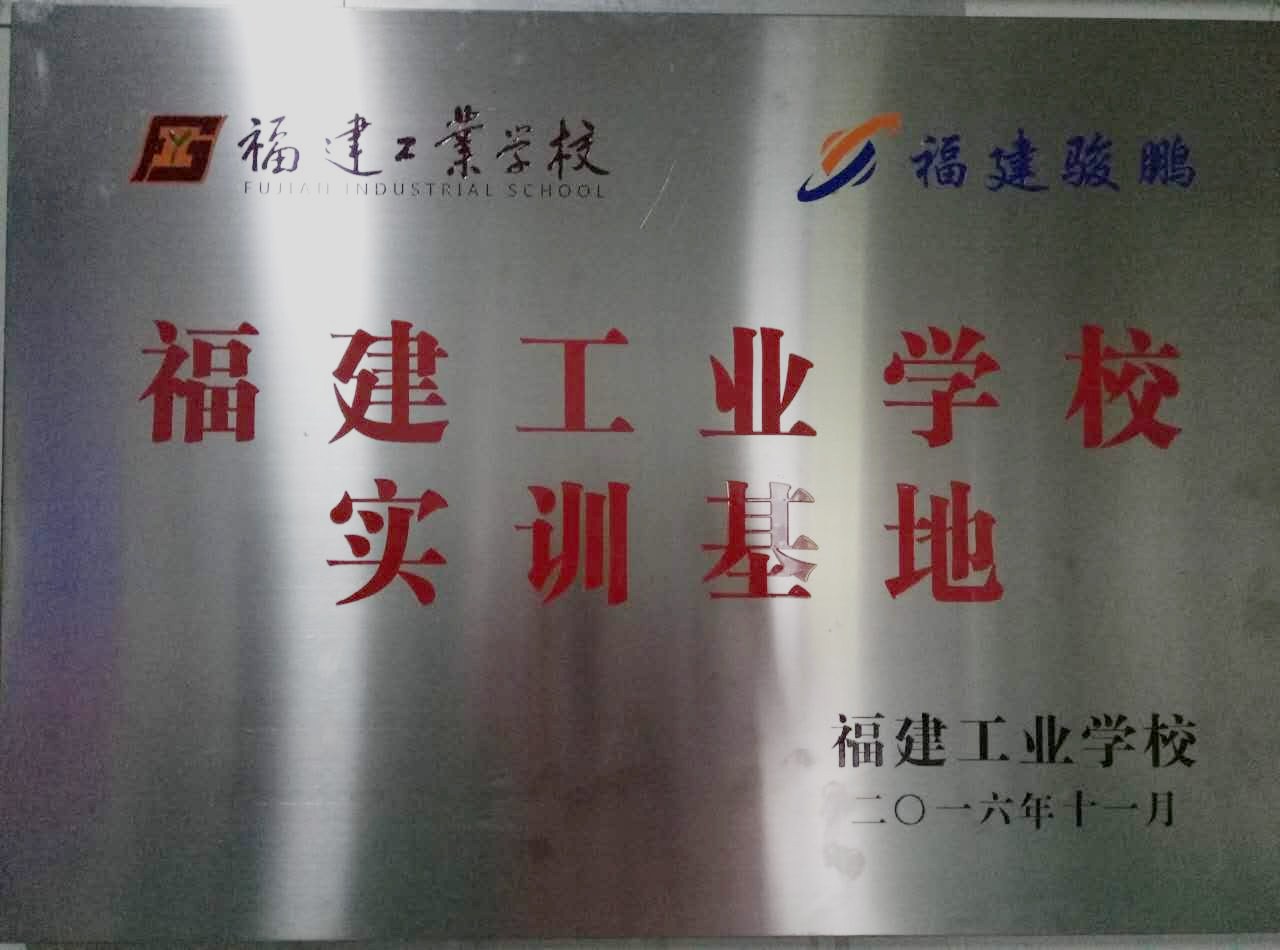 福建工業学校
FUJIAN INDUSTRIAL SCHOOL
福建骏鹏
福建工业学校
实训基地
福建工业学校
二〇一六年十一月